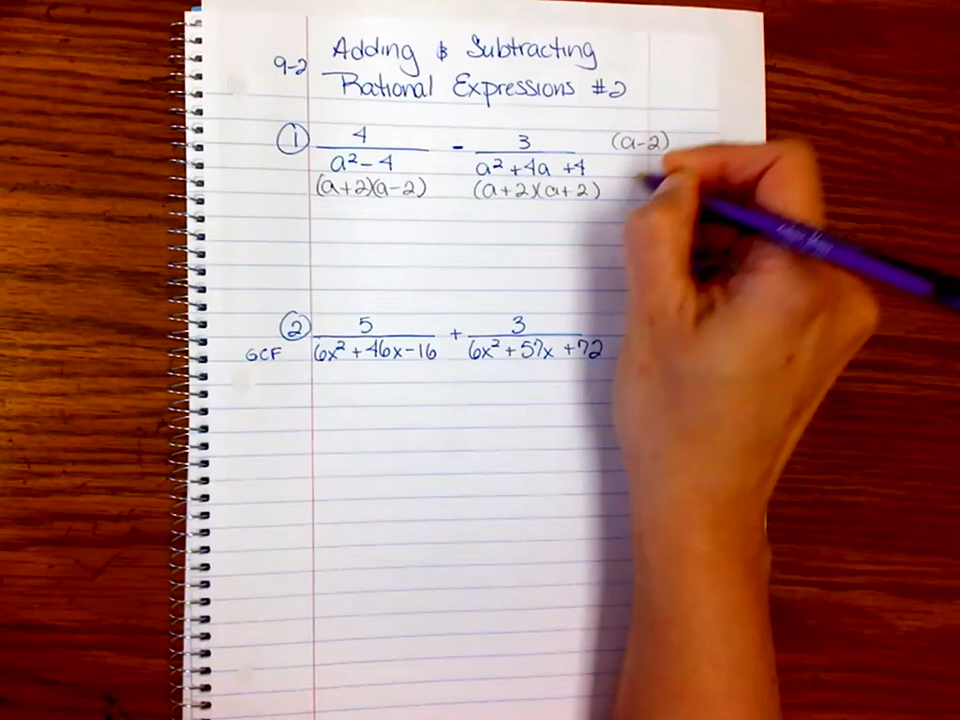 Adding & Subtracting
9-2 Rational Expressions #2
① 4 - 3 (a-2)
a² - 4 a² + 4a + 4
(a+2)(a-2) (a+2)(a+2)
② 5 + 3
GCF 6x² + 46x - 16 6x² + 57x + 72